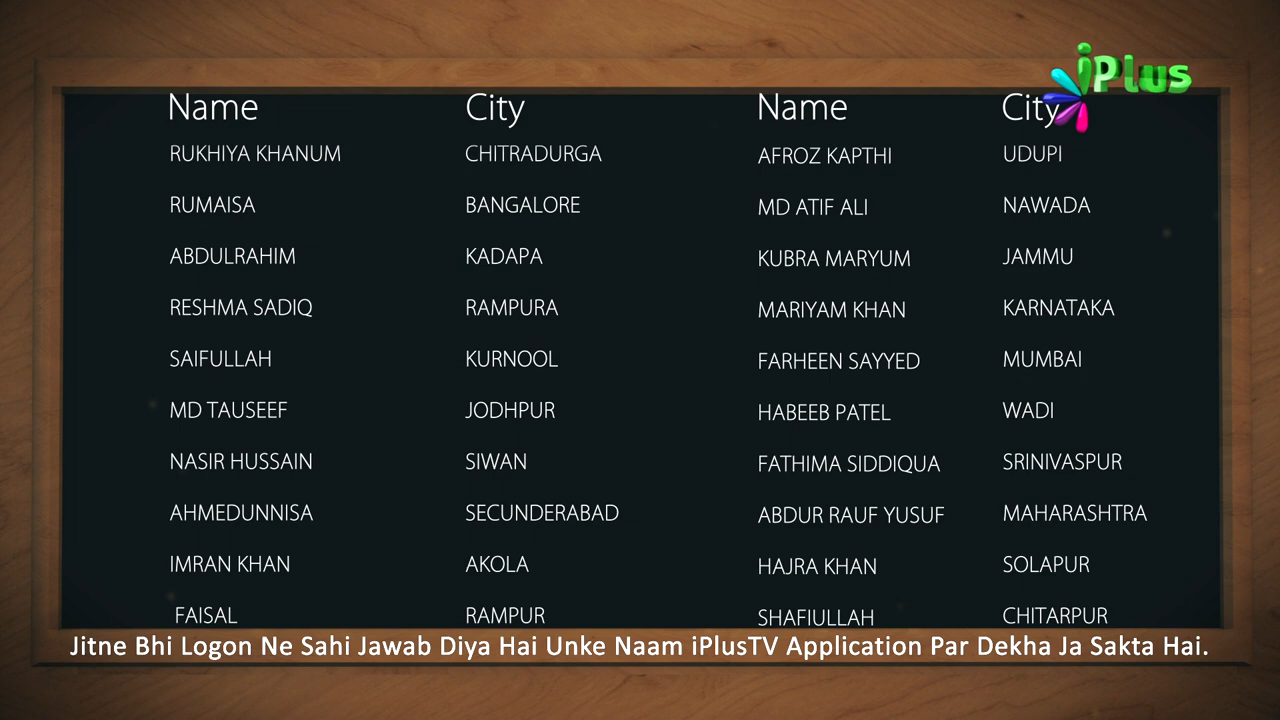 iPlus
Name City Name City
RUKHIYA KHANUM CHITRADURGA AFROZ KAPTHI UDUPI
RUMAISA BANGALORE MD ATIF ALI NAWADA
ABDULRAHIM KADAPA KUBRA MARYUM JAMMU
RESHMA SADIQ RAMPURA MARIYAM KHAN KARNATAKA
SAIFULLAH KURNOOL FARHEEN SAYYED MUMBAI
MD TAUSEEF JODHPUR HABEEB PATEL WADI
NASIR HUSSAIN SIWAN FATHIMA SIDDIQUA SRINIVASPUR
AHMEDUNNISA SECUNDERABAD ABDUR RAUF YUSUF MAHARASHTRA
IMRAN KHAN AKOLA HAJRA KHAN SOLAPUR
FAISAL RAMPUR SHAFIULLAH CHITARPUR
Jitne Bhi Logon Ne Sahi Jawab Diya Hai Unke Naam iPlusTV Application Par Dekha Ja Sakta Hai.